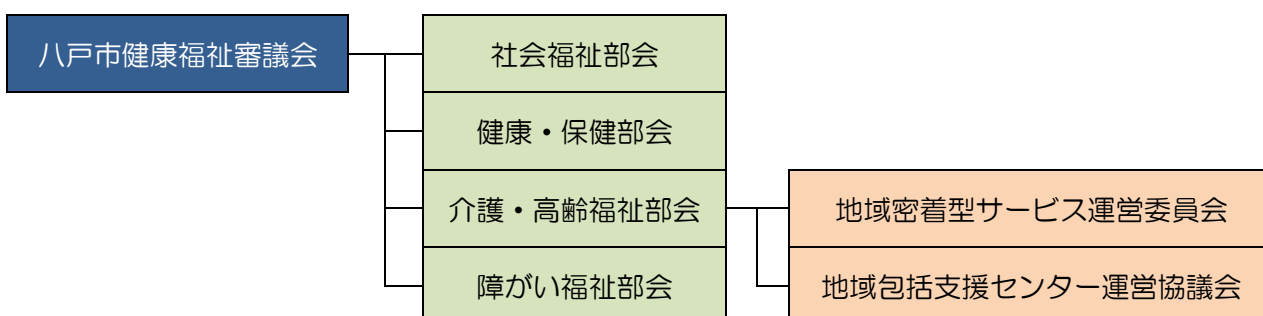 八戸市健康福祉審議会
社会福祉部会
健康・保健部会
介護・高齢福祉部会
障がい福祉部会
地域密着型サービス運営委員会
地域包括支援センター運営協議会